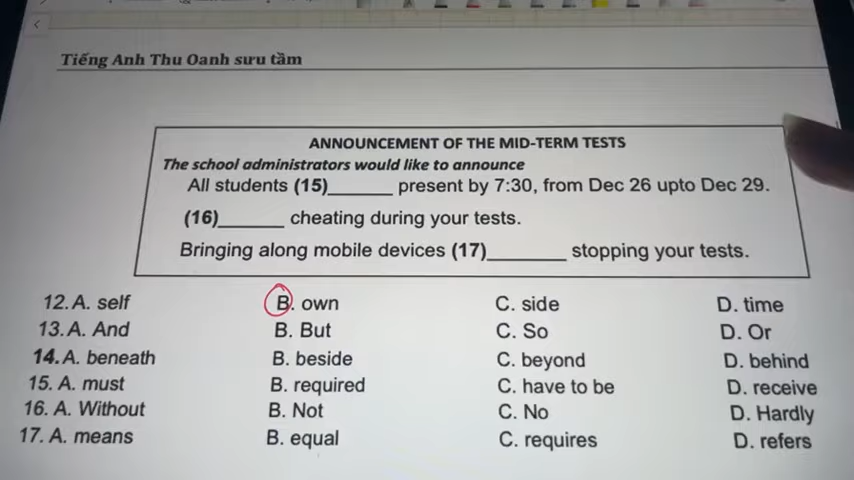 Tiếng Anh Thu Oanh sưu tầm
ANNOUNCEMENT OF THE MID-TERM TESTS
The school administrators would like to announce
All students (15)______ present by 7:30, from Dec 26 upto Dec 29.
(16)______ cheating during your tests.
Bringing along mobile devices (17)_______ stopping your tests.
12. A. self B. own C. side D. time
13. A. And B. But C. So D. Or
14. A. beneath B. beside C. beyond D. behind
15. A. must B. required C. have to be D. receive
16. A. Without B. Not C. No D. Hardly
17. A. means B. equal C. requires D. refers